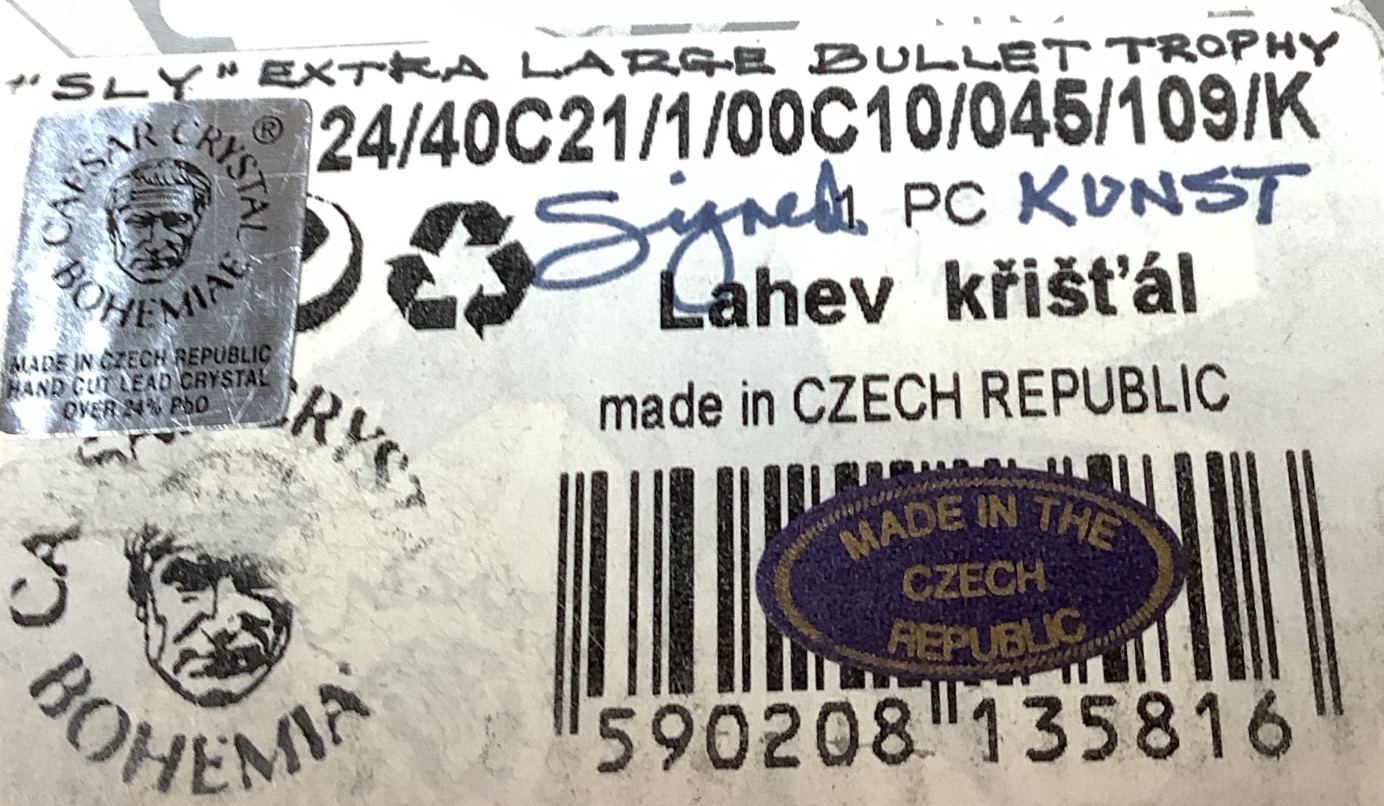 "SLY" EXTRA LARGE BULLET TROPHY
24/40C21/1/00C10/045/109/K
CAESAR CRYSTAL ®
BOHEMIAE
MADE IN CZECH REPUBLIC
HAND CUT LEAD CRYSTAL
OVER 24% PbO
Signed 1 PC KUNST
Lahev křišťál
made in CZECH REPUBLIC
MADE IN THE
CZECH
REPUBLIC
BOHEMIA
590208 135816